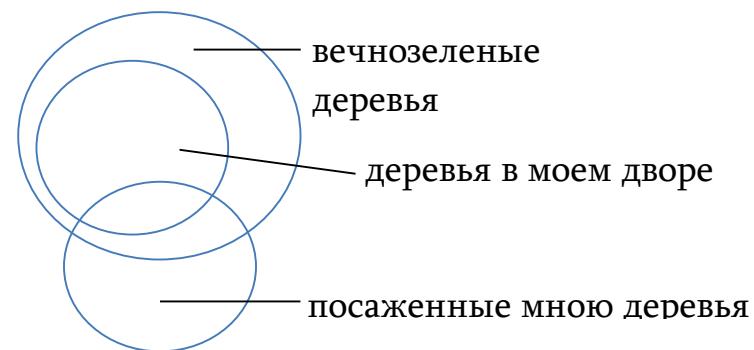 вечнозеленые
деревья
деревья в моем дворе
посаженные мною деревья